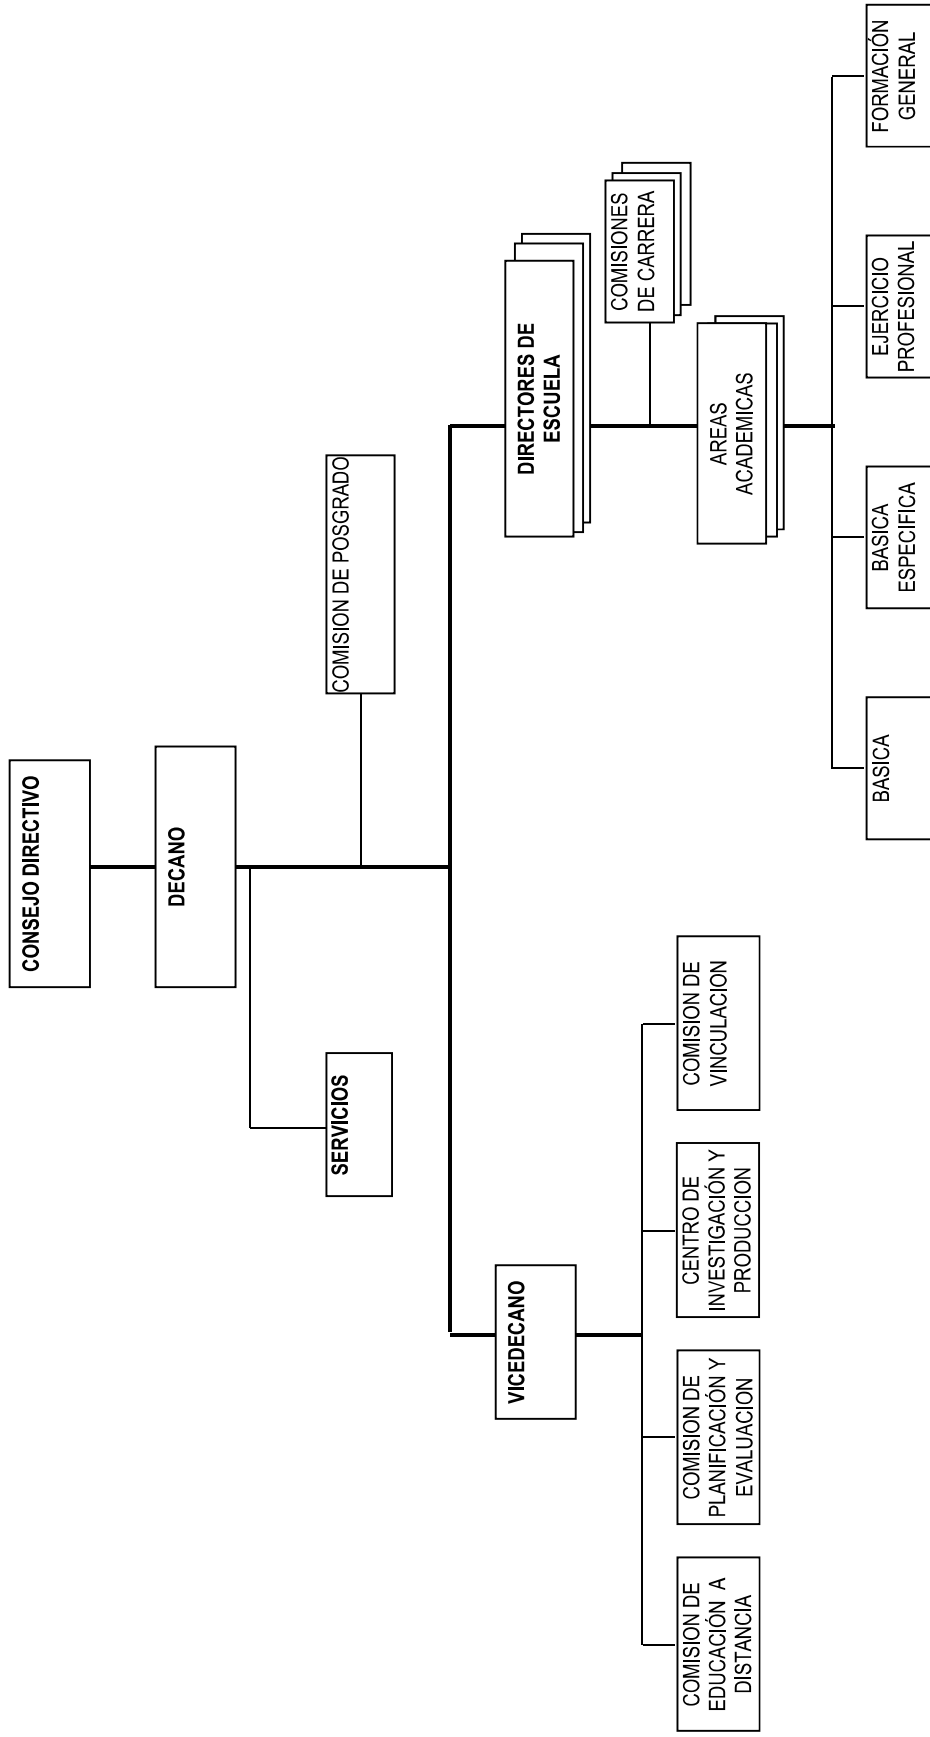 CONSEJO DIRECTIVO
DECANO
SERVICIOS
COMISION DE POSGRADO
VICEDECANO
DIRECTORES DE
ESCUELA
COMISIONES
DE CARRERA
AREAS
ACADEMICAS
COMISION DE
EDUCACIÓN A
DISTANCIA
COMISION DE
PLANIFICACIÓN Y
EVALUACION
CENTRO DE
INVESTIGACIÓN Y
PRODUCCION
COMISION DE
VINCULACION
BASICA
BASICA
ESPECIFICA
EJERCICIO
PROFESIONAL
FORMACIÓN
GENERAL